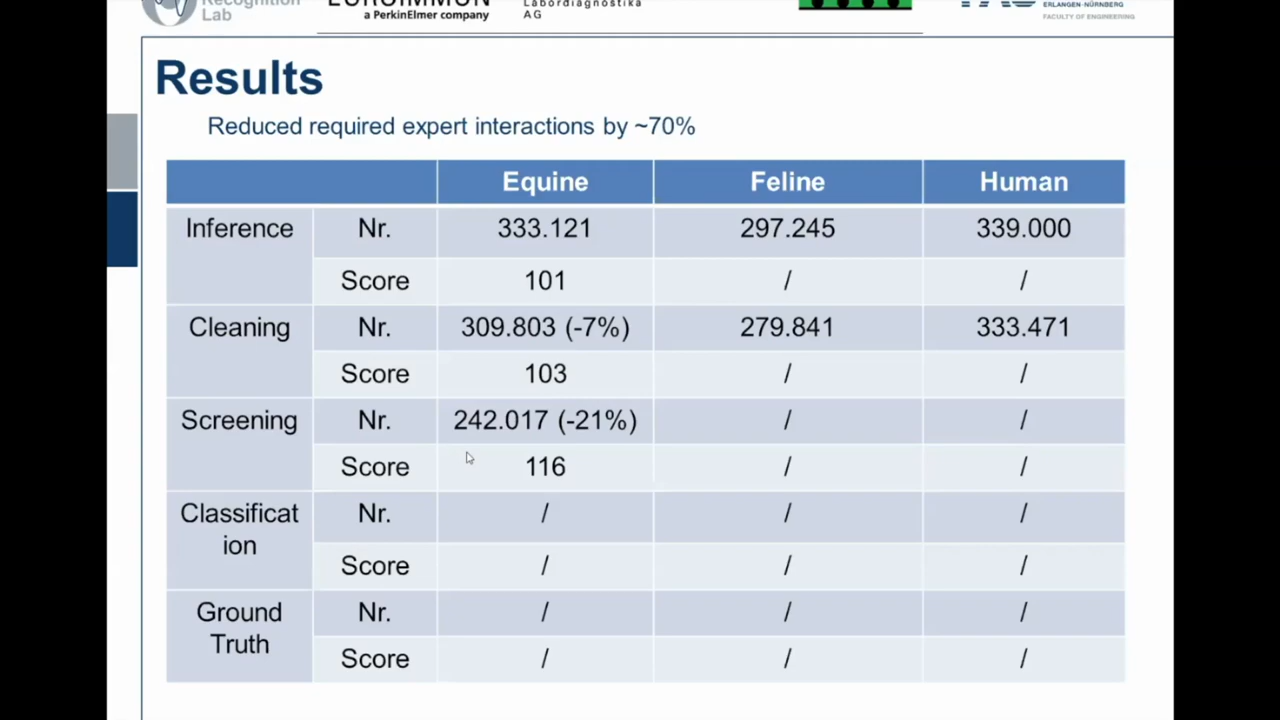 Recognition
Lab
EUROIMMUN
a PerkinElmer company
Labordiagnostika
AG
ERLANGEN-NÜRNBERG
FACULTY OF ENGINEERING
Results
Reduced required expert interactions by ~70%
Equine Feline Human
Inference Nr. 333.121 297.245 339.000
Score 101 / /
Cleaning Nr. 309.803 (-7%) 279.841 333.471
Score 103 / /
Screening Nr. 242.017 (-21%) / /
Score 116 / /
Classificat
ion
Nr. / / /
Score / / /
Ground
Truth
Nr. / / /
Score / / /